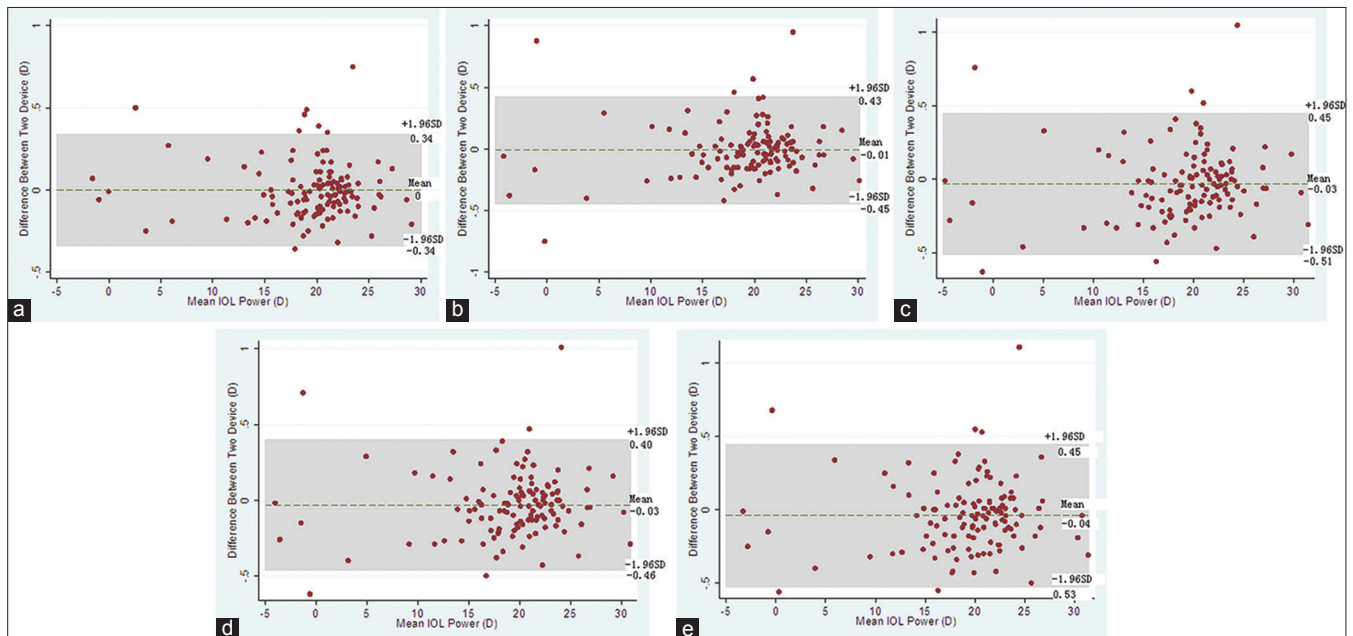 1
.5
0
-.5
Difference Between Two Device (D)
+1.96SD
0.34
Mean
0
-1.96SD
-0.34
-5 0 5 10 15 20 25 30
Mean IOL Power (D)
a
1
.5
0
-.5
-1
Difference Between Two Device (D)
+1.96SD
0.43
Mean
-0.01
-1.96SD
-0.45
-5 0 5 10 15 20 25 30
Mean IOL Power (D)
b
1
.5
0
-.5
Difference Between Two Device (D)
+1.96SD
0.45
Mean
-0.03
-1.96SD
-0.51
-5 0 5 10 15 20 25 30
Mean IOL Power (D)
c
1
.5
0
-.5
Difference Between Two Device (D)
+1.96SD
0.40
Mean
-0.03
-1.96SD
-0.46
-5 0 5 10 15 20 25 30
Mean IOL Power (D)
d
1
.5
0
-.5
Difference Between Two Device (D)
+1.96SD
0.45
Mean
-0.04
-1.96SD
0.53
-5 0 5 10 15 20 25 30
Mean IOL Power (D)
e